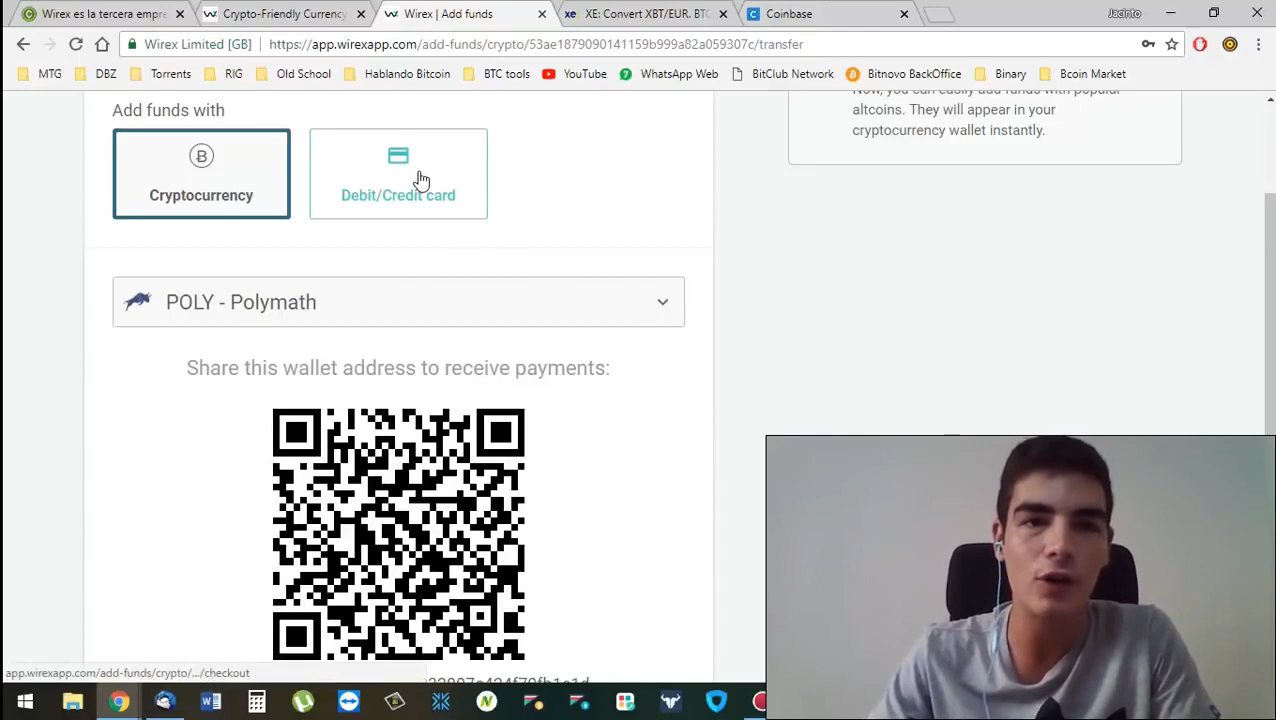 Wirex es la tercera empre
Crypto-Friendly Currency
Wirex | Add funds
XE: Convert XBT/EUR. BTC
Coinbase
Jacinto
Wirex Limited [GB]
https://app.wirexapp.com/add-funds/crypto/53ae1879090141159b999a82a059307c/transfer
MTG
DBZ
Torrents
RIG
Old School
Hablando Bitcoin
BTC tools
YouTube
WhatsApp Web
BitClub Network
Bitnovo BackOffice
Binary
Bcoin Market
Add funds with
Cryptocurrency
Debit/Credit card
Now, you can easily add funds with popular
altcoins. They will appear in your
cryptocurrency wallet instantly.
POLY - Polymath
Share this wallet address to receive payments:
app.wirexapp.com/add-funds/crypto/.../checkout